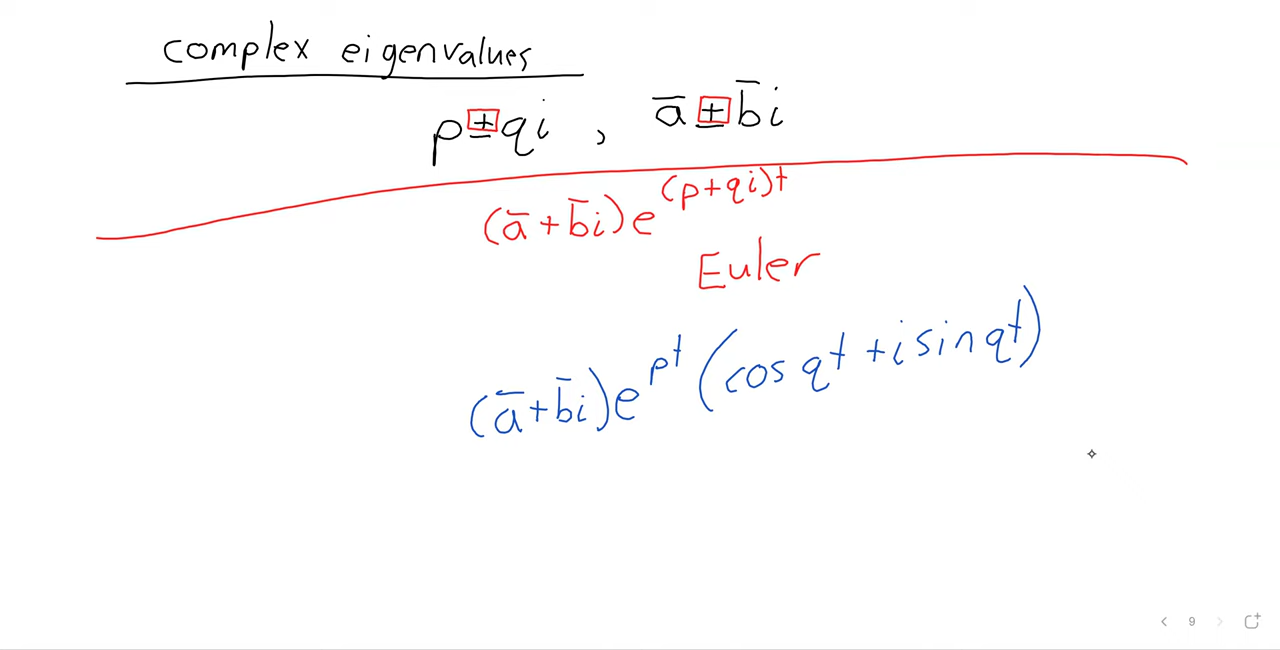 complex eigenvalues
p±qi , a̅±b̅i
(a̅+b̅i)e^(p+qi)t
Euler
(a̅+b̅i)e^pt (cos qt + i sin qt)
9